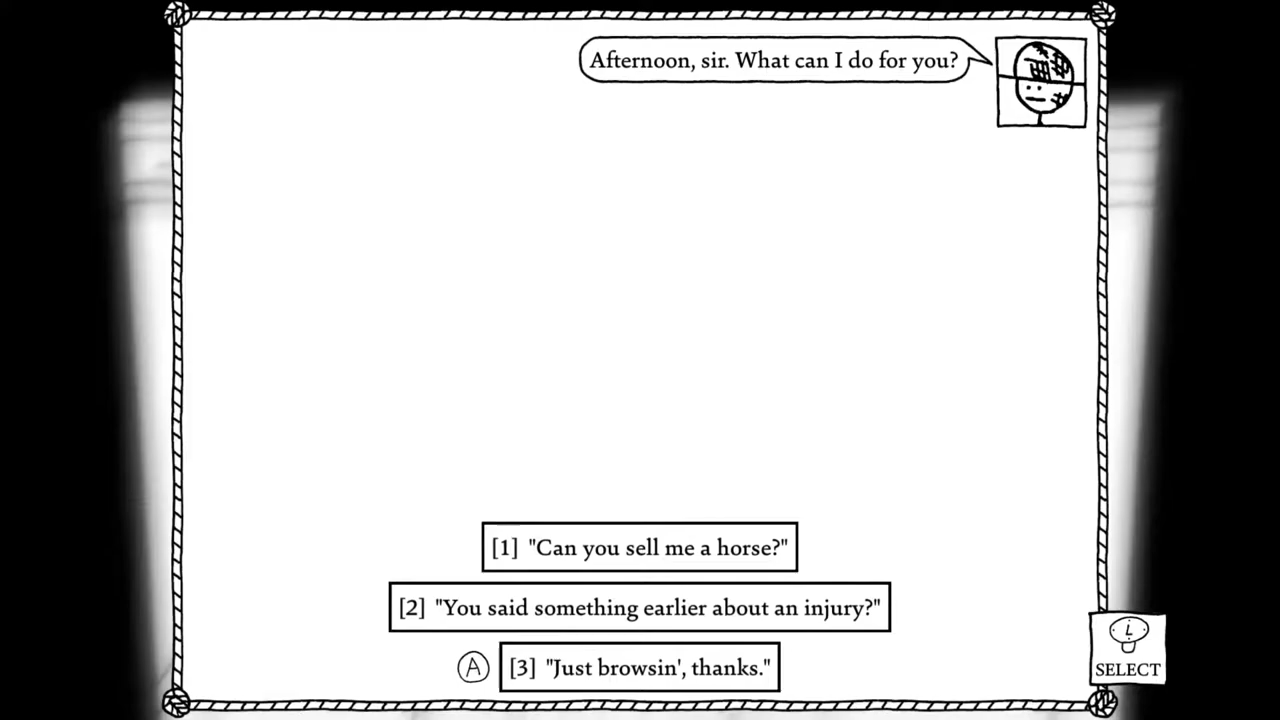 Afternoon, sir. What can I do for you?
[1] "Can you sell me a horse?"
[2] "You said something earlier about an injury?"
A [3] "Just browsin', thanks."
L
SELECT